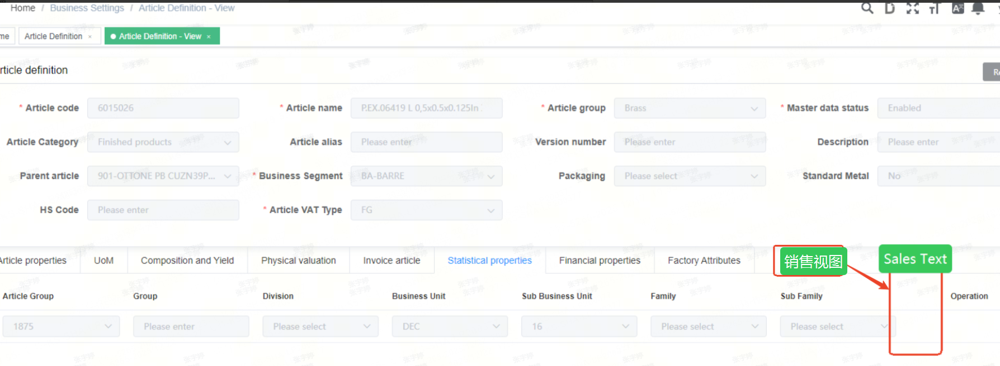 Home / Business Settings / Article Definition - View
me Article Definition × Article Definition - View ×
rticle definition
* Article code 6015026 * Article name P.EX.06419 L 0,5x0.5x0.125In * Article group Brass * Master data status Enabled
Article Category Finished products Article alias Please enter Version number Please enter Description Please enter
Parent article 901-OTTONE PB CUZN39P... * Business Segment BA-BARRE Packaging Please select Standard Metal No
HS Code Please enter * Article VAT Type FG
Article properties UoM Composition and Yield Physical valuation Invoice article Statistical properties Financial properties Factory Attributes 销售视图 Sales Text
Article Group Group Division Business Unit Sub Business Unit Family Sub Family Operation
1875 Please enter Please select DEC 16 Please select Please select